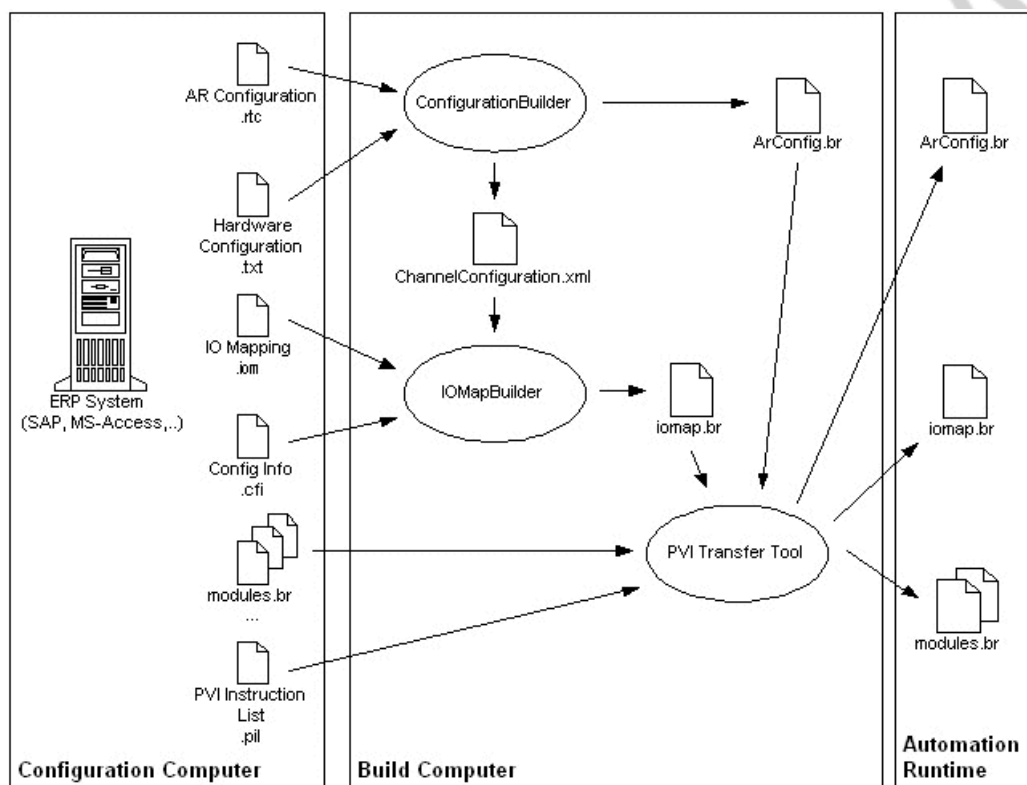 AR Configuration
.rtc
Hardware
Configuration
.txt
IO Mapping
.iom
ERP System
(SAP, MS-Access,..)
Config Info
.cfi
modules.br
...
PVI Instruction
List
.pil
Configuration Computer
ConfigurationBuilder
ArConfig.br
ChannelConfiguration.xml
IOMapBuilder
iomap.br
PVI Transfer Tool
Build Computer
ArConfig.br
iomap.br
modules.br
Automation
Runtime